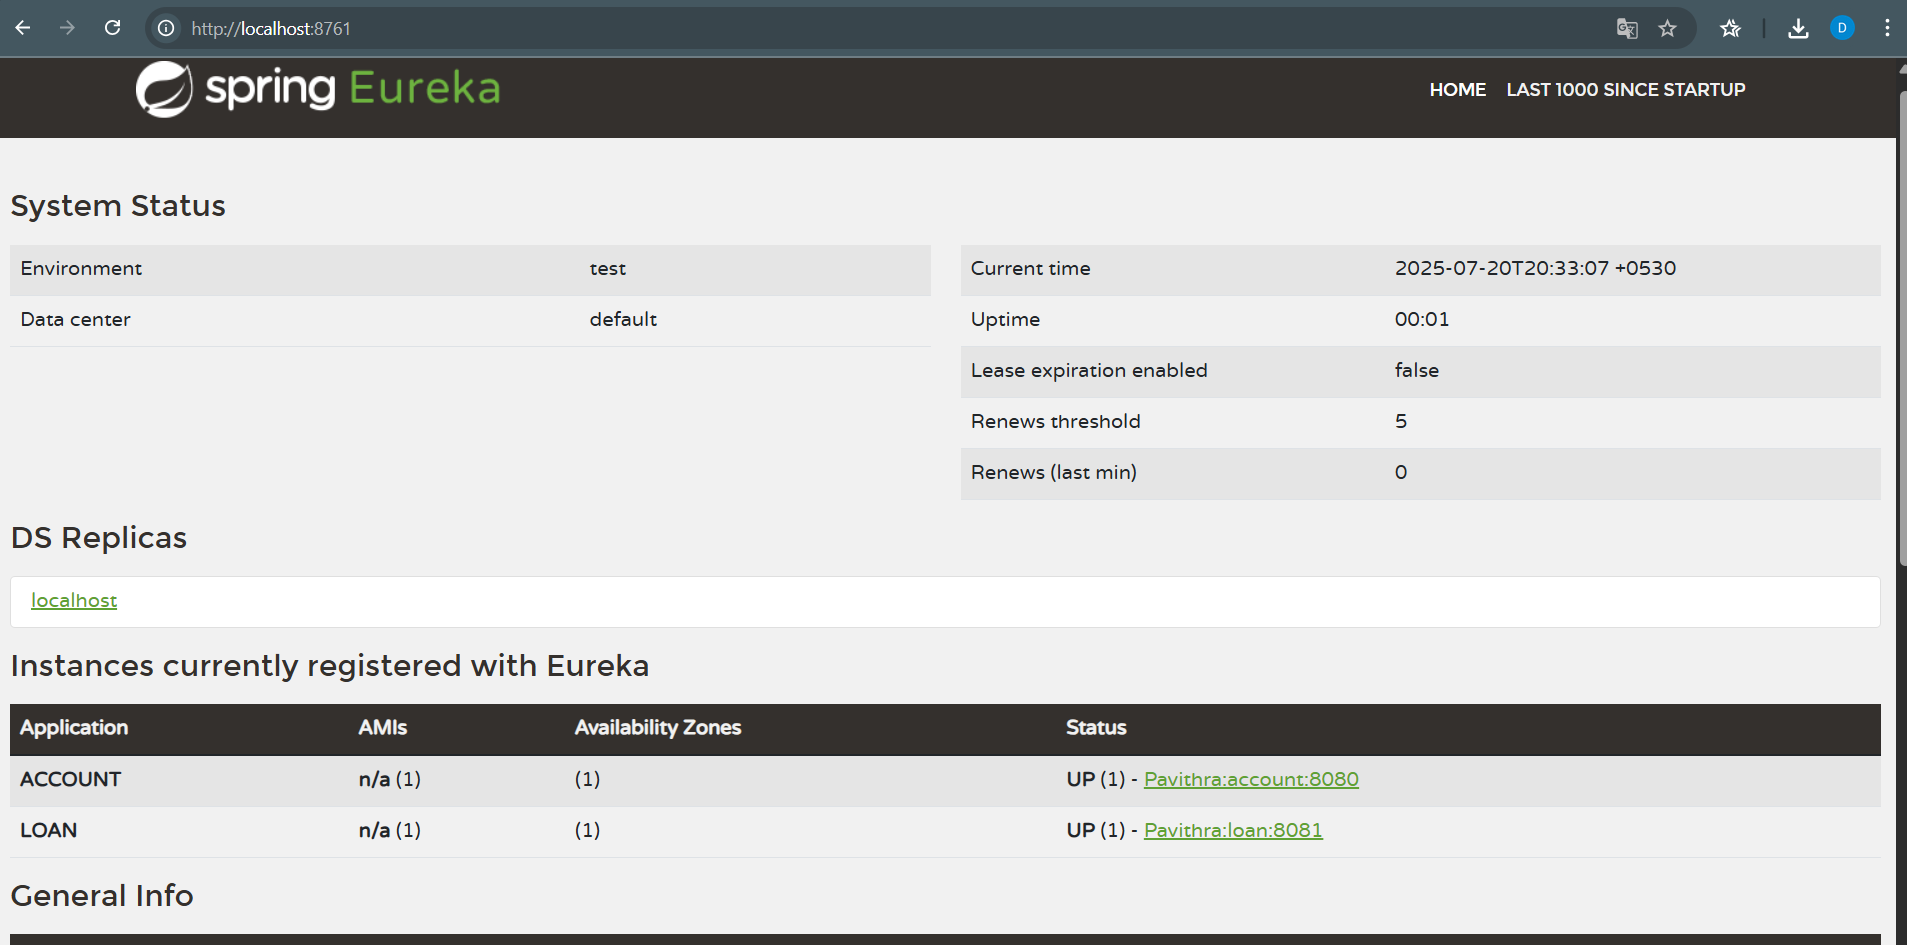 http://localhost:8761
D
spring Eureka
HOME LAST 1000 SINCE STARTUP
System Status
Environment test
Data center default
Current time 2025-07-20T20:33:07 +0530
Uptime 00:01
Lease expiration enabled false
Renews threshold 5
Renews (last min) 0
DS Replicas
localhost
Instances currently registered with Eureka
Application AMIs Availability Zones Status
ACCOUNT n/a (1) (1) UP (1) - Pavithra:account:8080
LOAN n/a (1) (1) UP (1) - Pavithra:loan:8081
General Info